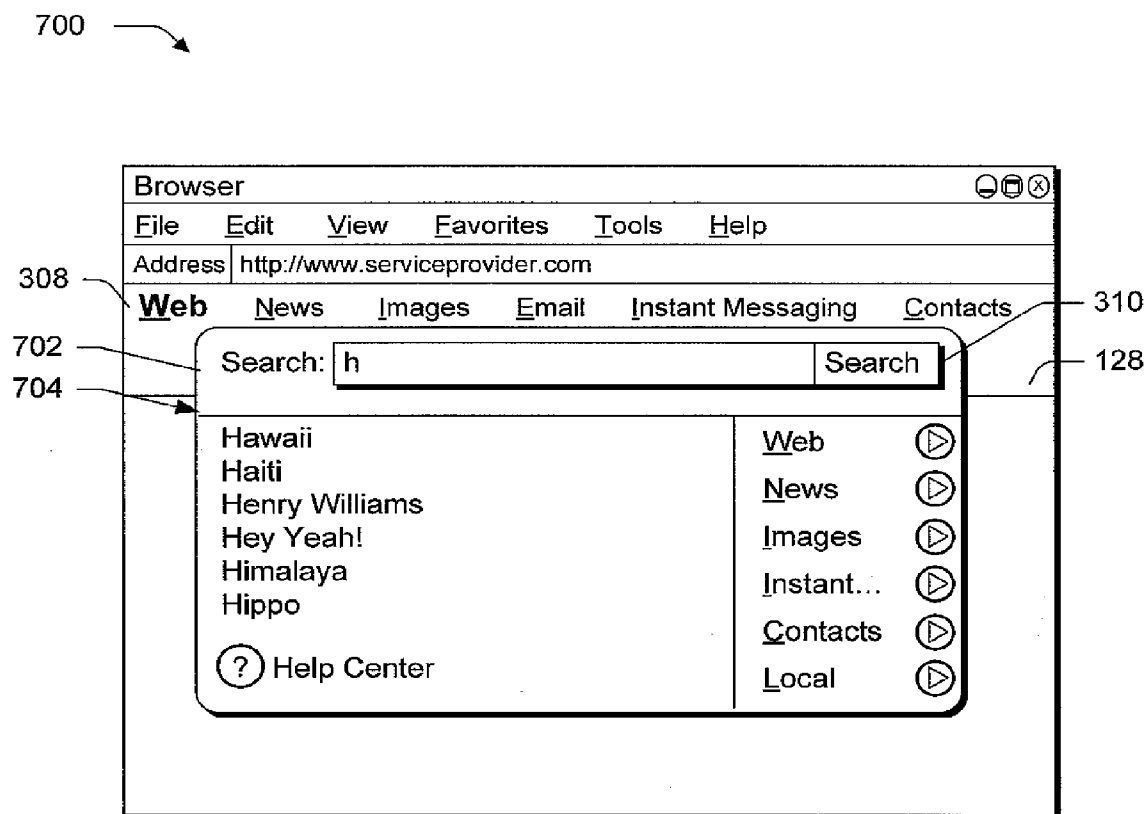 700
Browser
File Edit View Favorites Tools Help
Address http://www.serviceprovider.com
308
Web News Images Email Instant Messaging Contacts
310
702
Search: h Search
128
704
Hawaii
Haiti
Henry Williams
Hey Yeah!
Himalaya
Hippo
? Help Center
Web
News
Images
Instant...
Contacts
Local